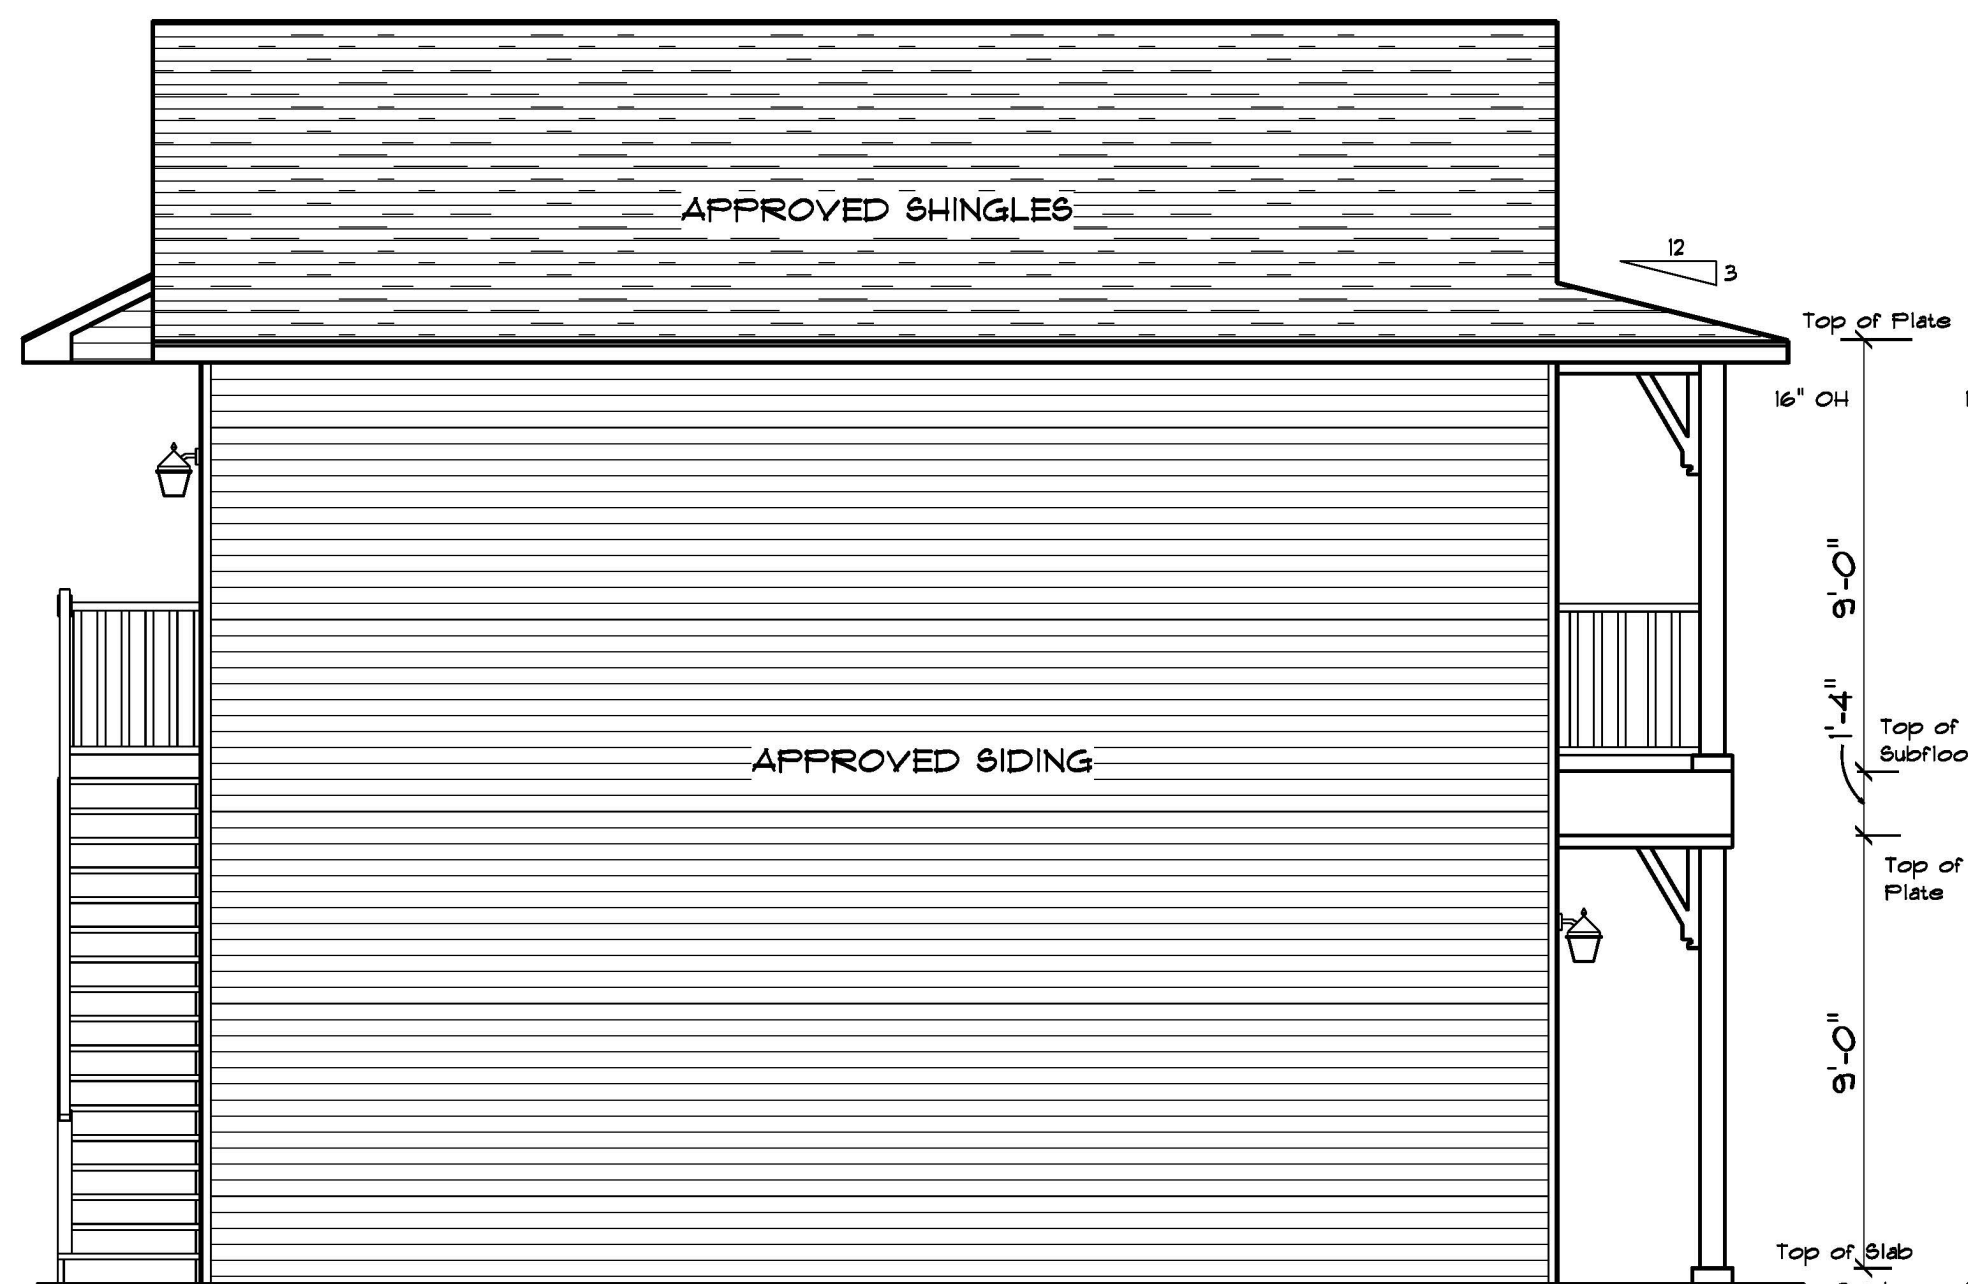 APPROVED SHINGLES
12
3
Top of Plate
16" OH
9'-0"
1'-4"
Top of
APPROVED SIDING
Top of
Plate
9'-0"
Top of Slab